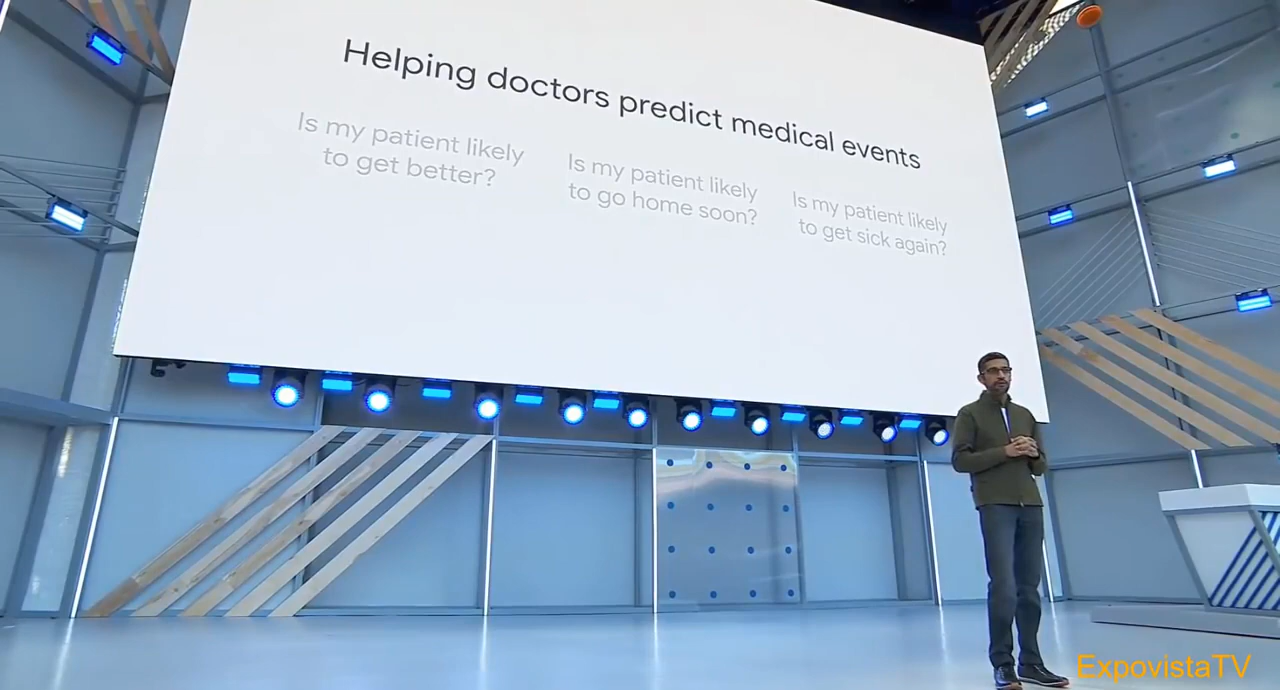 Helping doctors predict medical events
Is my patient likely
to get better?
Is my patient likely
to go home soon?
Is my patient likely
to get sick again?
ExpovistaTV